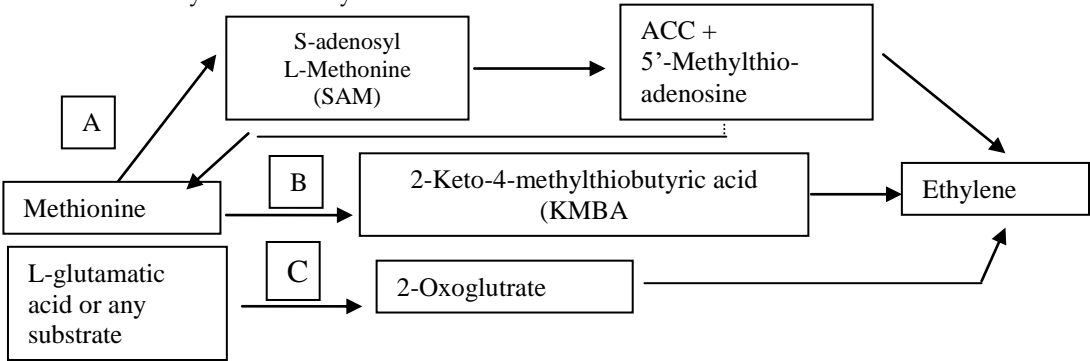 S-adenosyl
L-Methonine
(SAM)
ACC +
5’-Methylthio-
adenosine
A
B
2-Keto-4-methylthiobutyric acid
(KMBA
Methionine
Ethylene
L-glutamatic
acid or any
substrate
C
2-Oxoglutrate